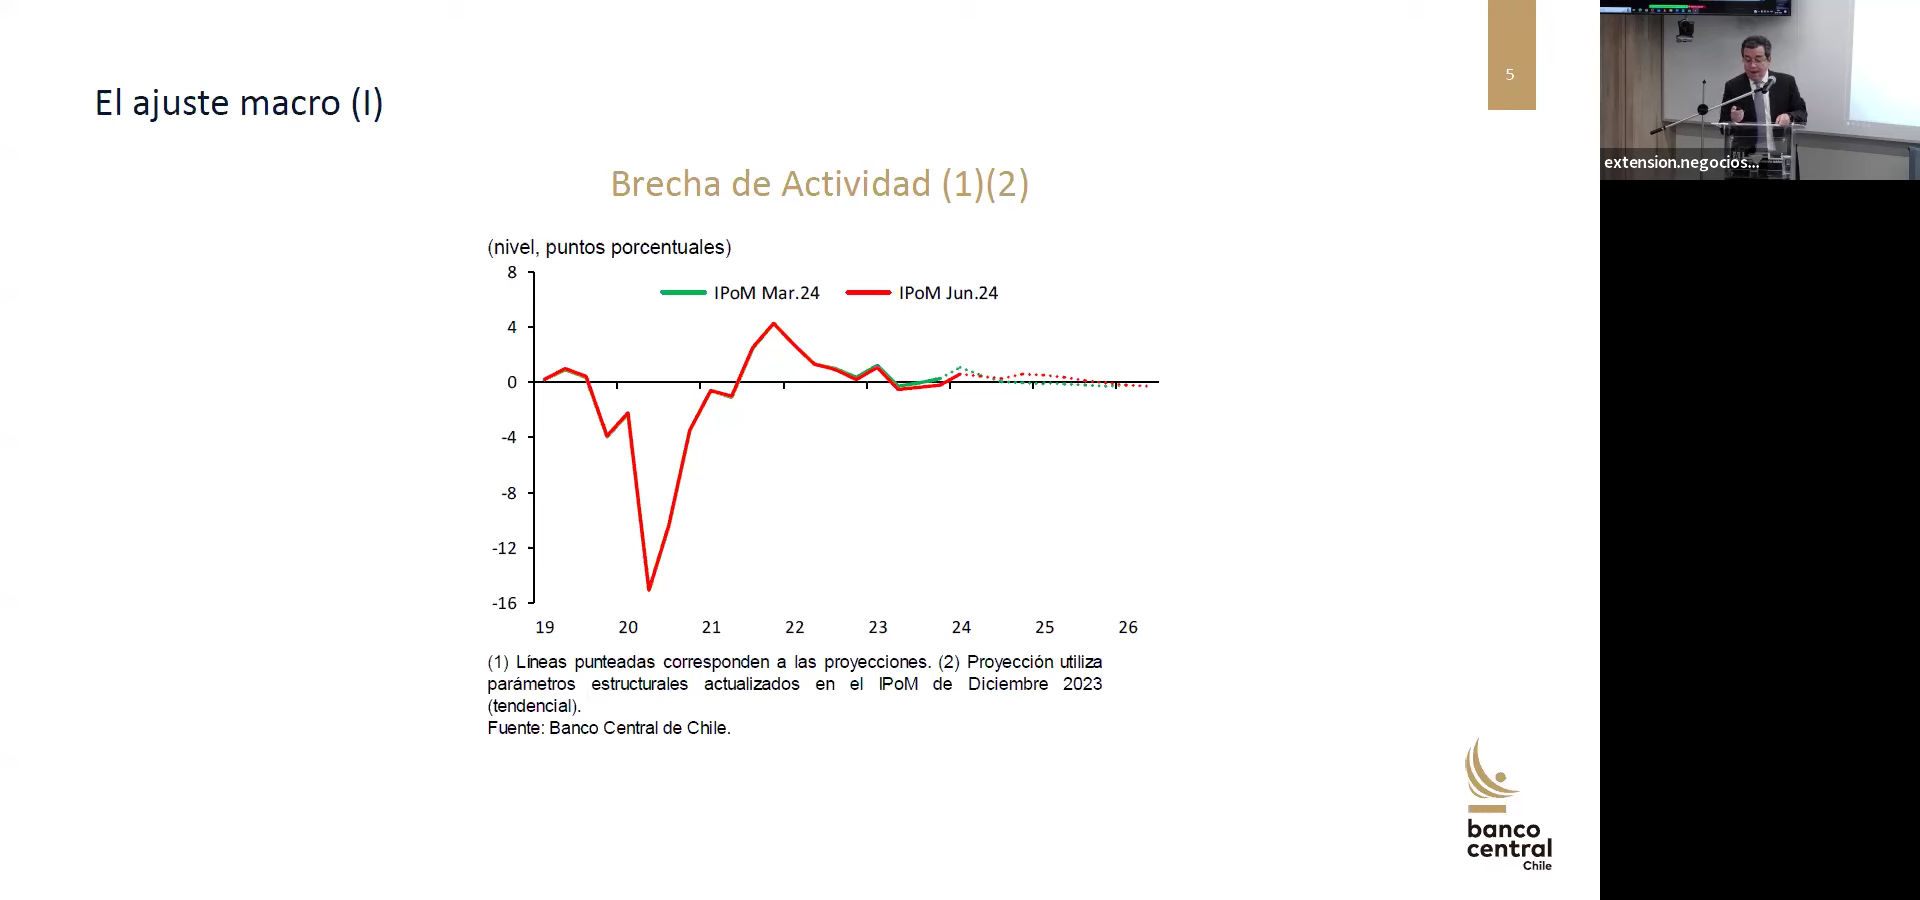 5
El ajuste macro (I)
extension.negocios...
Brecha de Actividad (1)(2)
(nivel, puntos porcentuales)
8
IPoM Mar.24
IPoM Jun.24
4
0
-4
-8
-12
-16
19 20 21 22 23 24 25 26
(1) Líneas punteadas corresponden a las proyecciones. (2) Proyección utiliza
parámetros estructurales actualizados en el IPoM de Diciembre 2023
(tendencial).
Fuente: Banco Central de Chile.
banco
central
Chile